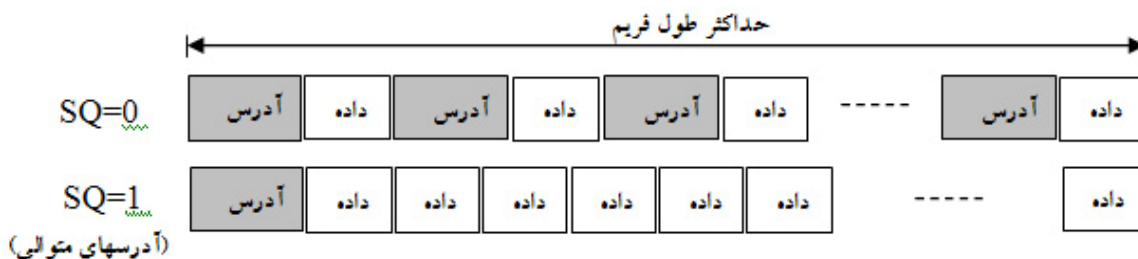 حداکثر طول فریم
SQ=0 آدرس داده آدرس داده آدرس داده ----- آدرس داده
SQ=1 آدرس داده داده داده داده داده داده ----- داده
(آدرسهای متوالی)